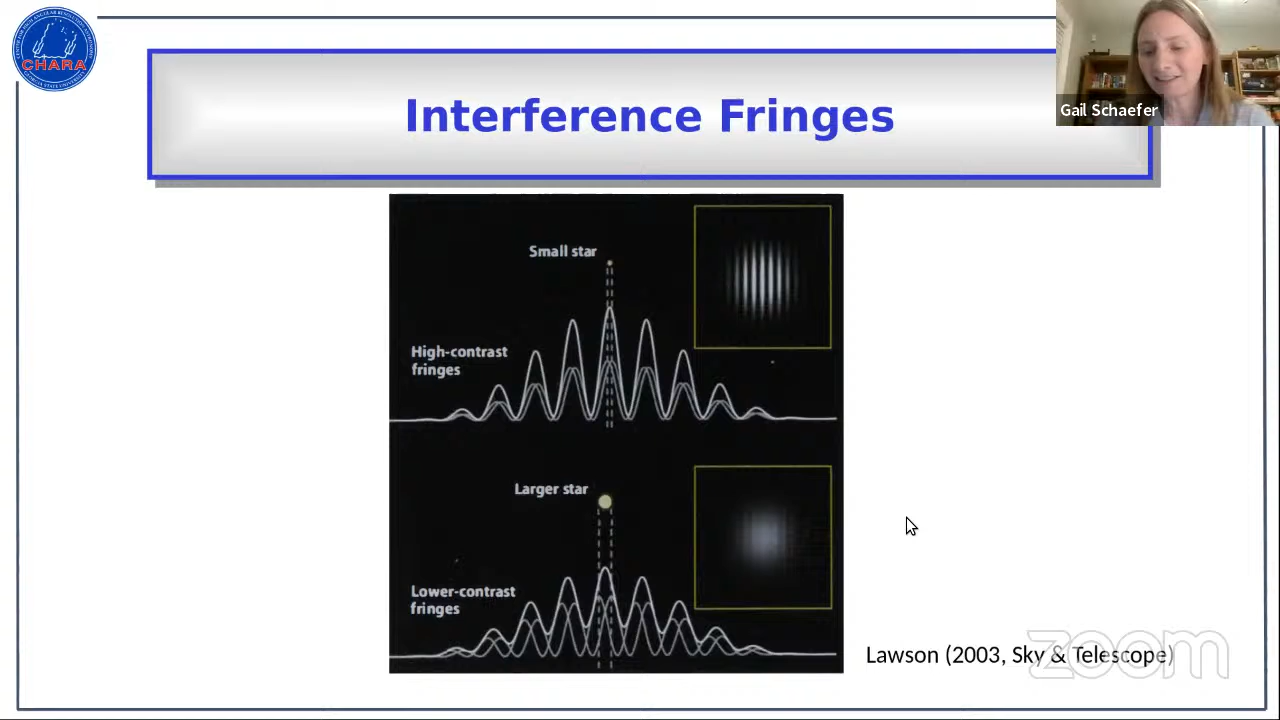 CHARA
Gail Schaefer
Interference Fringes
Small star
High-contrast
fringes
Larger star
Lower-contrast
fringes
Lawson (2003, Sky & Telescope)
zoom